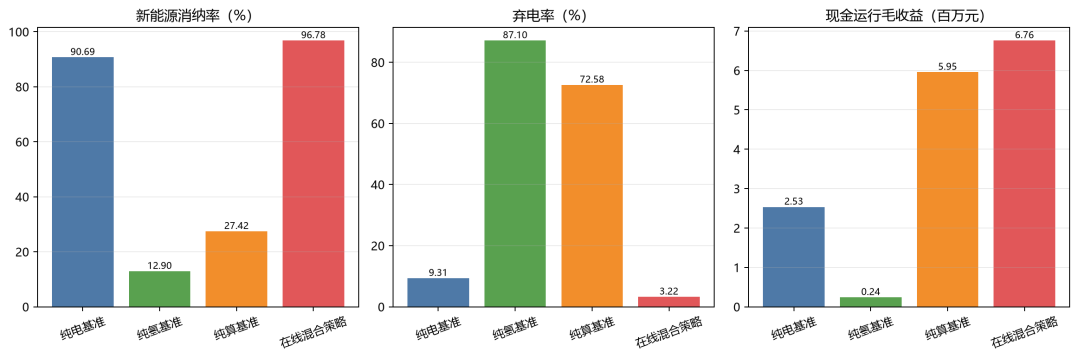 新能源消纳率（%）
100
80
60
40
20
0
90.69
12.90
27.42
96.78
纯电基准
纯氢基准
纯算基准
在线混合策略
弃电率（%）
80
60
40
20
0
9.31
87.10
72.58
3.22
纯电基准
纯氢基准
纯算基准
在线混合策略
现金运行毛收益（百万元）
7
6
5
4
3
2
1
0
2.53
0.24
5.95
6.76
纯电基准
纯氢基准
纯算基准
在线混合策略